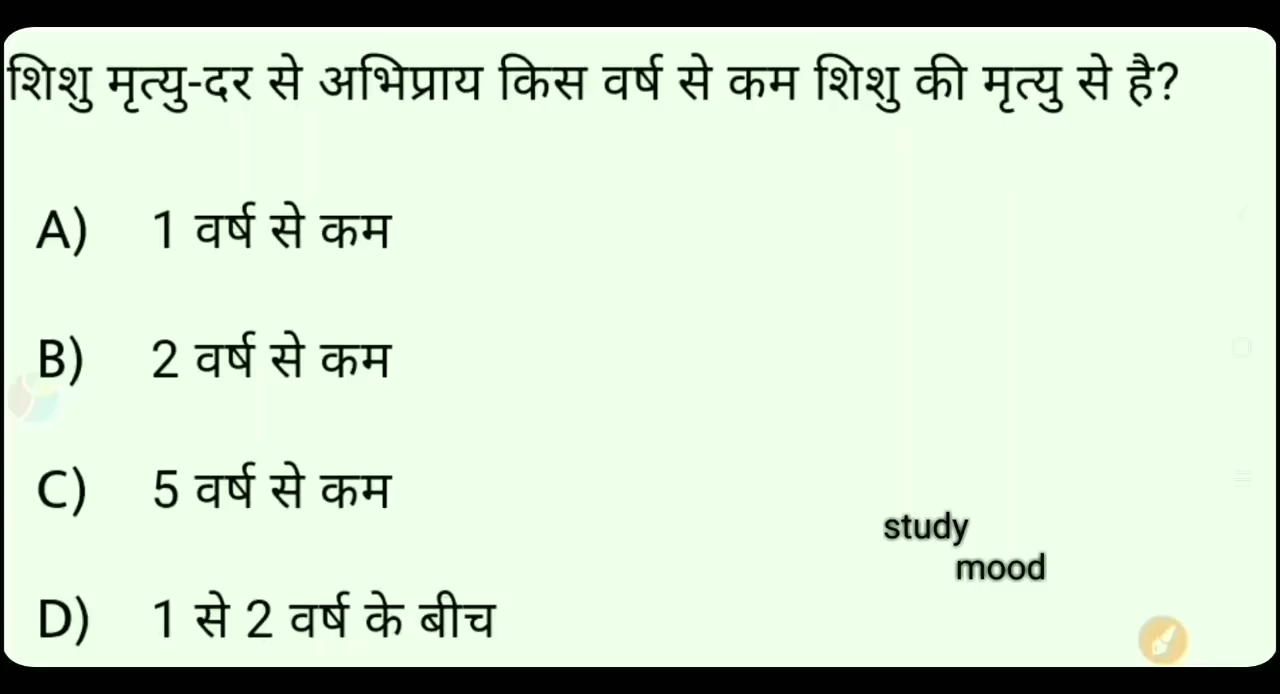 शिशु मृत्यु-दर से अभिप्राय किस वर्ष से कम शिशु की मृत्यु से है?
A) 1 वर्ष से कम
B) 2 वर्ष से कम
C) 5 वर्ष से कम
study
mood
D) 1 से 2 वर्ष के बीच